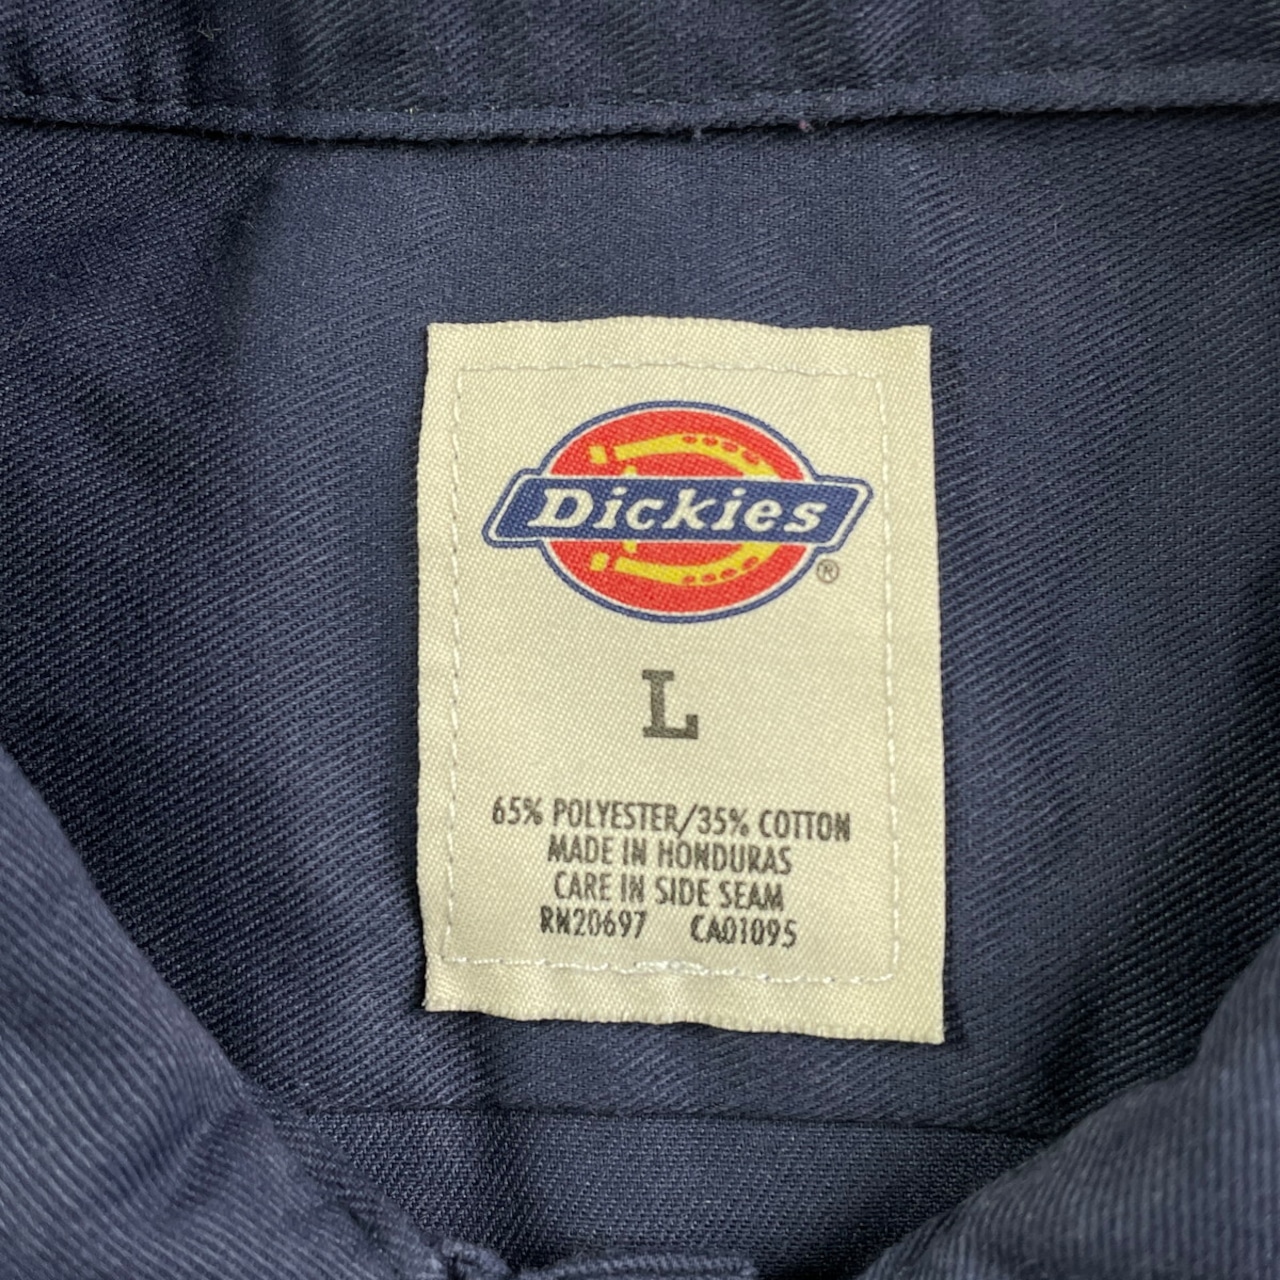 Dickies
®
L
65% POLYESTER/35% COTTON
MADE IN HONDURAS
CARE IN SIDE SEAM
RN20697 CA01095